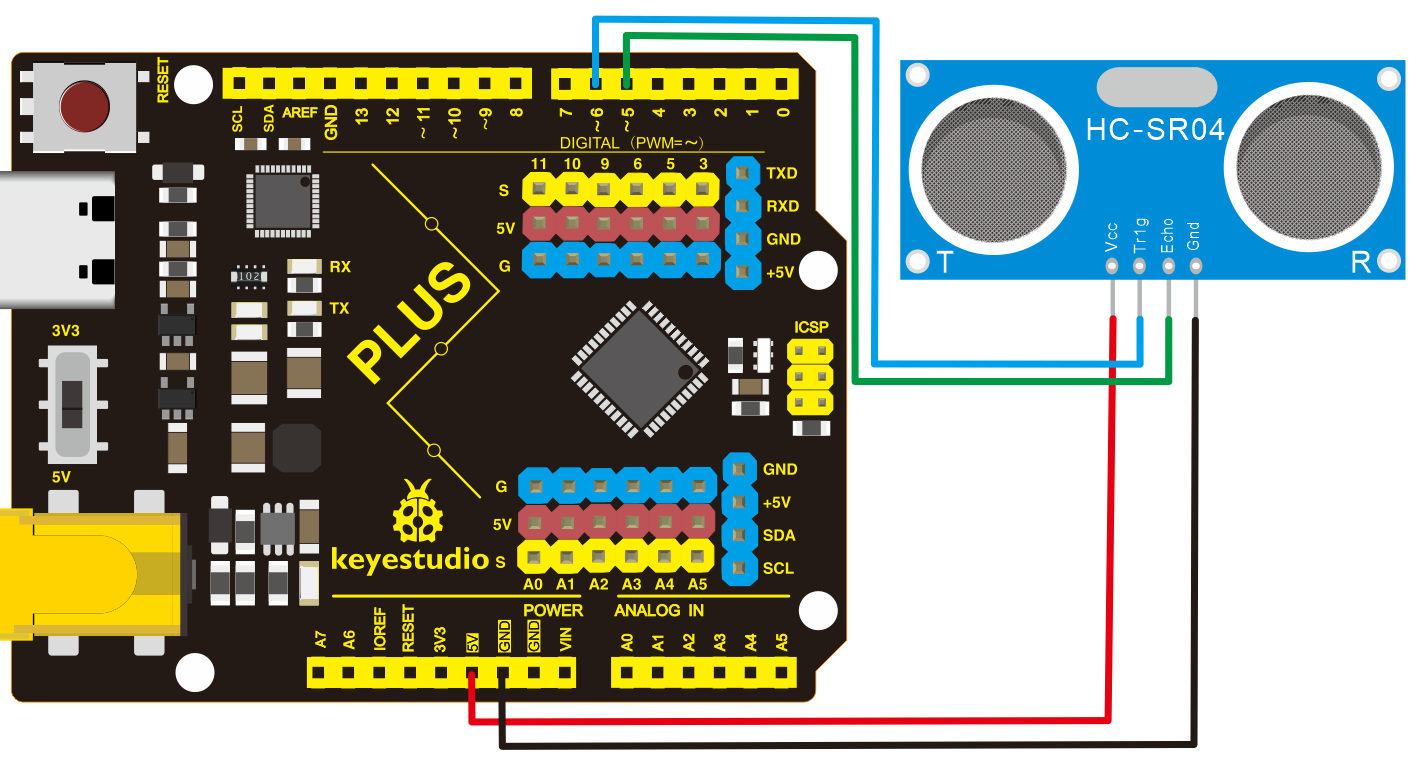 RESET
SCL
SDA
AREF
GND
13
12
~11
~10
~9
8
7
~6
~5
4
3
2
1
0
DIGITAL (PWM=~)
11 10 9 6 5 3
S
5V
G
TXD
RXD
GND
+5V
HC-SR04
Vcc
Tr1g
Echo
Gnd
T
R
102
RX
TX
3V3
5V
PLUS
ICSP
keyestudio
G
5V
S
GND
+5V
SDA
SCL
A0 A1 A2 A3 A4 A5
POWER
ANALOG IN
A7
A6
IOREF
RESET
3V3
5V
GND
GND
VIN
A0
A1
A2
A3
A4
A5